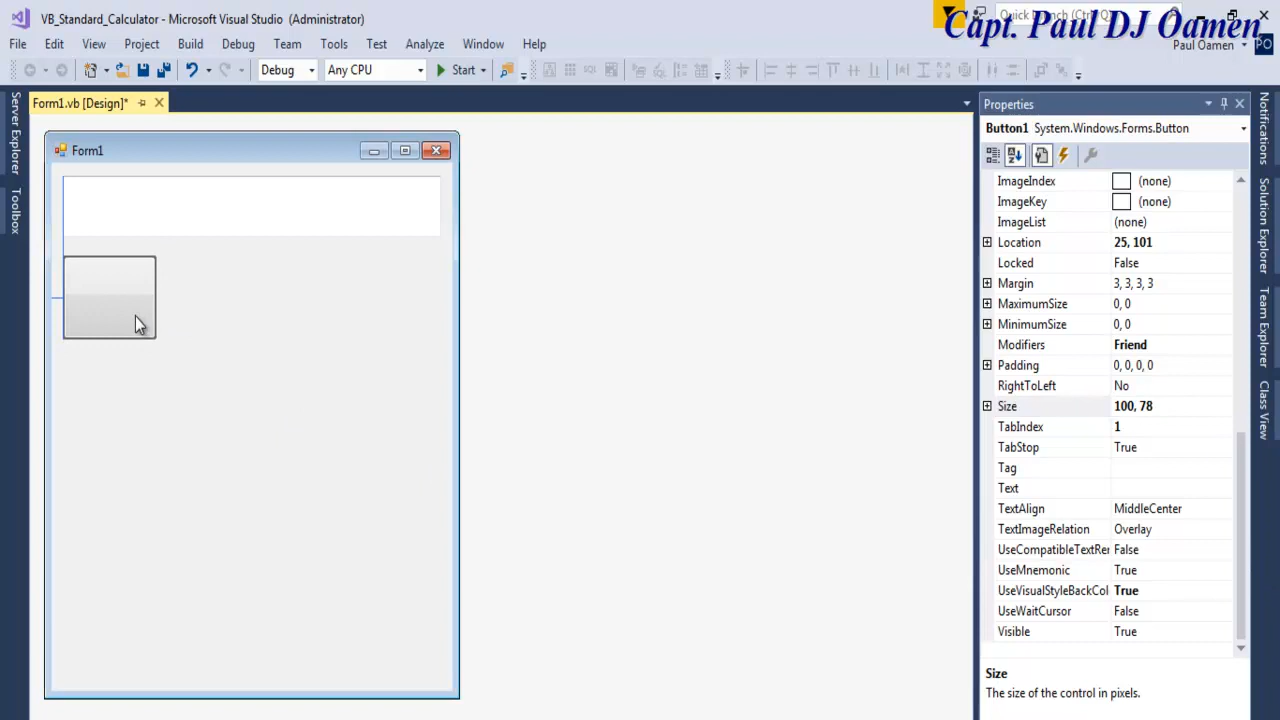 VB_Standard_Calculator - Microsoft Visual Studio (Administrator)
Capt. Paul DJ Oamen
File Edit View Project Build Debug Team Tools Test Analyze Window Help
Paul Oamen
PO
Debug Any CPU Start
Form1.vb [Design]*
Server Explorer
Toolbox
Form1
Properties
Button1 System.Windows.Forms.Button
ImageIndex (none)
ImageKey (none)
ImageList (none)
Location 25, 101
Locked False
Margin 3, 3, 3, 3
MaximumSize 0, 0
MinimumSize 0, 0
Modifiers Friend
Padding 0, 0, 0, 0
RightToLeft No
Size 100, 78
TabIndex 1
TabStop True
Tag
Text
TextAlign MiddleCenter
TextImageRelation Overlay
UseCompatibleTextRer False
UseMnemonic True
UseVisualStyleBackCol True
UseWaitCursor False
Visible True
Size
The size of the control in pixels.
Notifications
Solution Explorer
Team Explorer
Class View